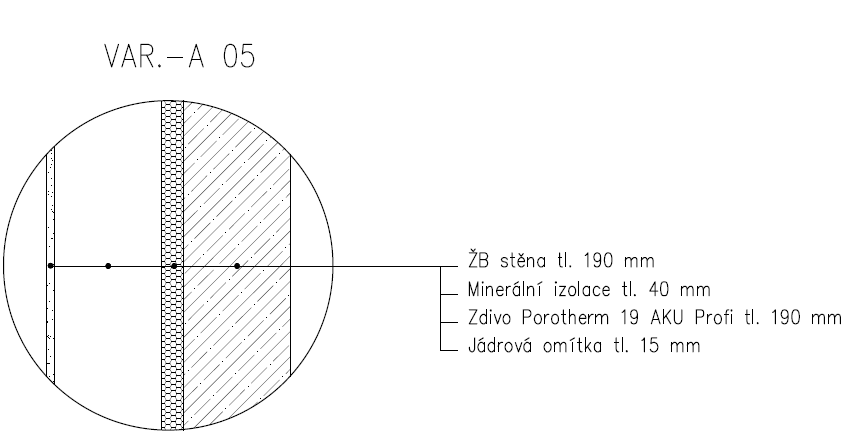 VAR.-A 05
ŽB stěna tl. 190 mm
Minerální izolace tl. 40 mm
Zdivo Porotherm 19 AKU Profi tl. 190 mm
Jádrová omítka tl. 15 mm